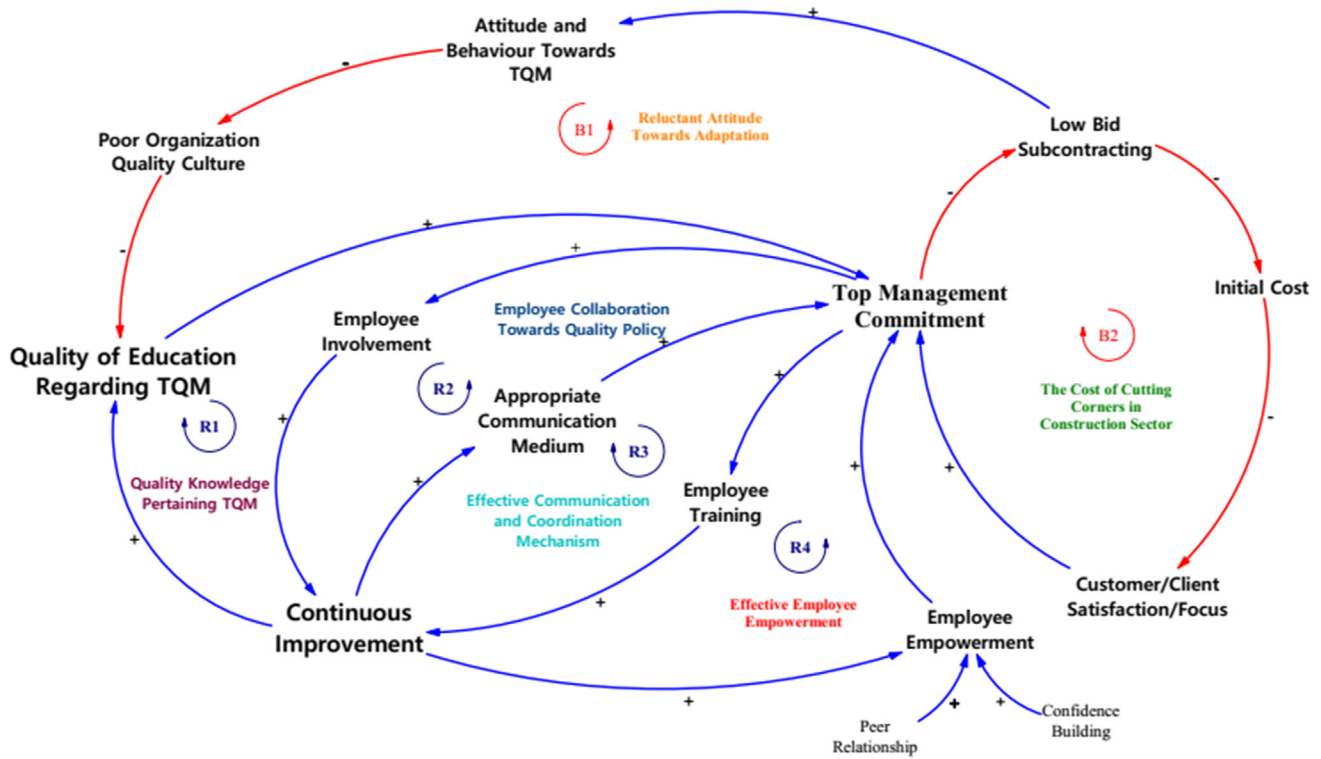 +
Attitude and
Behaviour Towards
TQM
-
B1
Reluctant Attitude
Towards Adaptation
Low Bid
Subcontracting
Poor Organization
Quality Culture
-
-
-
+
+
Top Management
Commitment
Initial Cost
Employee
Involvement
Employee Collaboration
Towards Quality Policy
+
B2
Quality of Education
Regarding TQM
R2
+
The Cost of Cutting
Corners in
Construction Sector
-
R1
+
Appropriate
Communication
Medium
R3
Quality Knowledge
Pertaining TQM
+
Effective Communication
and Coordination
Mechanism
Employee
Training
+
+
+
R4
Effective Employee
Empowerment
+
Customer/Client
Satisfaction/Focus
Continuous
Improvement
Employee
Empowerment
+
+
+
Peer
Relationship
Confidence
Building